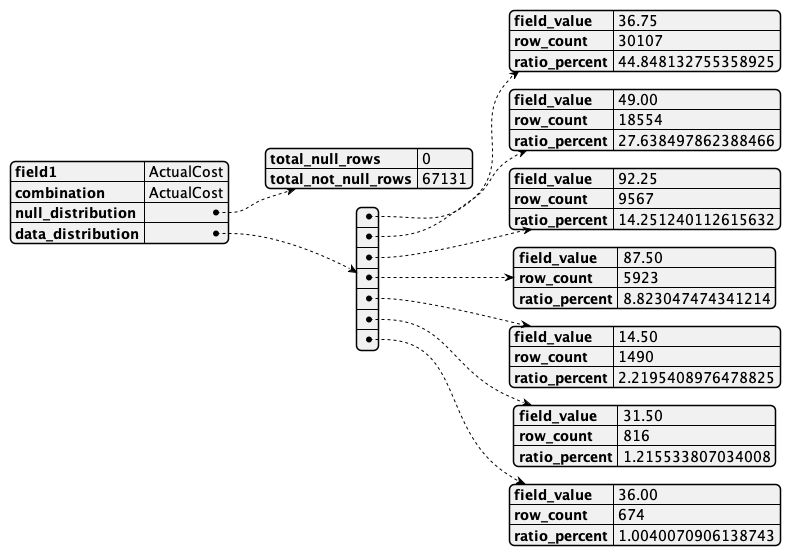 field1 ActualCost
combination ActualCost
null_distribution
data_distribution
total_null_rows 0
total_not_null_rows 67131
field_value 36.75
row_count 30107
ratio_percent 44.848132755358925
field_value 49.00
row_count 18554
ratio_percent 27.638497862388466
field_value 92.25
row_count 9567
ratio_percent 14.251240112615632
field_value 87.50
row_count 5923
ratio_percent 8.823047474341214
field_value 14.50
row_count 1490
ratio_percent 2.2195408976478825
field_value 31.50
row_count 816
ratio_percent 1.215533807034008
field_value 36.00
row_count 674
ratio_percent 1.0040070906138743